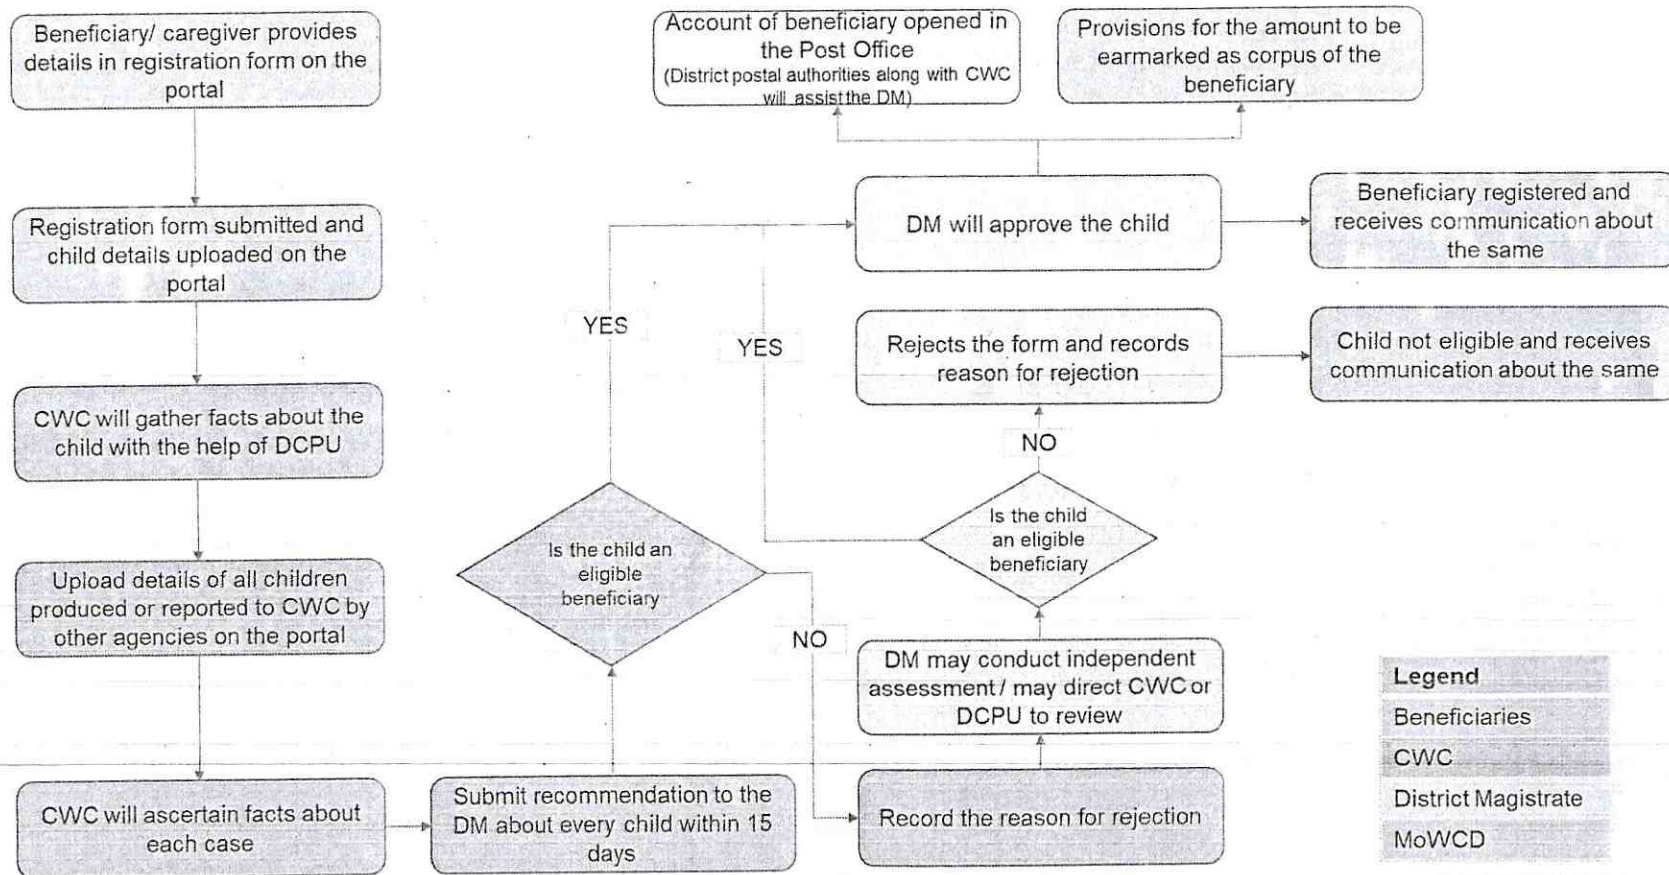 Beneficiary/ caregiver provides
details in registration form on the
portal
Registration form submitted and
child details uploaded on the
portal
CWC will gather facts about the
child with the help of DCPU
Upload details of all children
produced or reported to CWC by
other agencies on the portal
CWC will ascertain facts about
each case
Submit recommendation to the
DM about every child within 15
days
Is the child an
eligible
beneficiary
YES
NO
Record the reason for rejection
DM may conduct independent
assessment / may direct CWC or
DCPU to review
Is the child
an eligible
beneficiary
YES
NO
Rejects the form and records
reason for rejection
Child not eligible and receives
communication about the same
DM will approve the child
Beneficiary registered and
receives communication about
the same
Account of beneficiary opened in
the Post Office
(District postal authorities along with CWC
will assist the DM)
Provisions for the amount to be
earmarked as corpus of the
beneficiary
Legend
Beneficiaries
CWC
District Magistrate
MoWCD